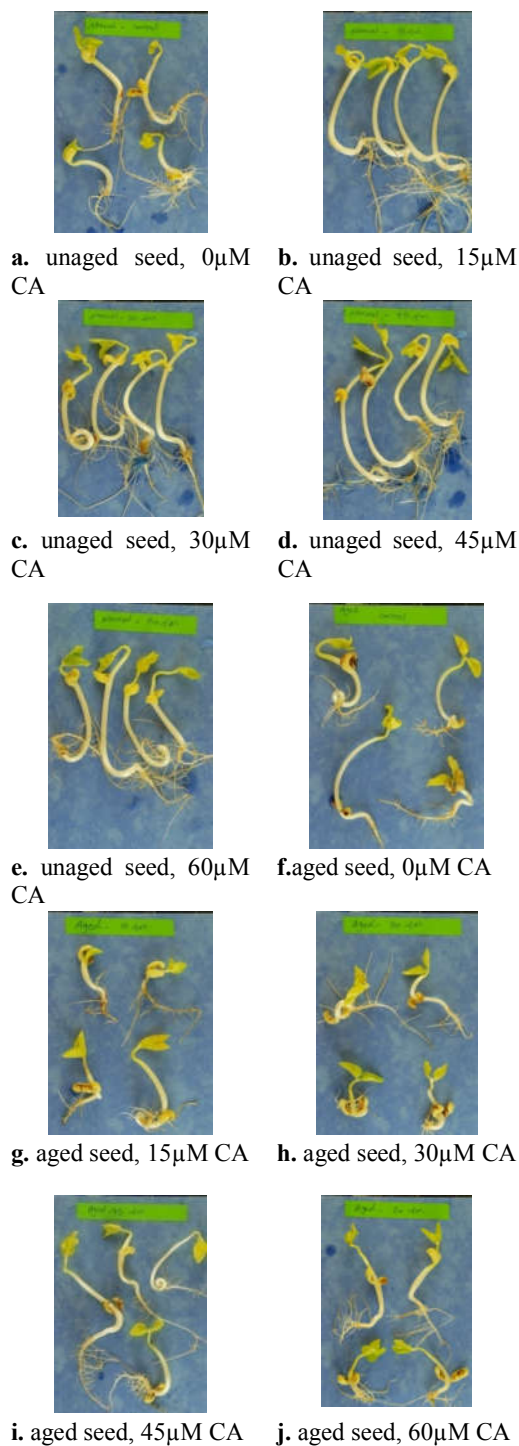 a. unaged seed, 0µM CA
b. unaged seed, 15µM CA
c. unaged seed, 30µM CA
d. unaged seed, 45µM CA
e. unaged seed, 60µM CA
Aged
control
f.aged seed, 0µM CA
g. aged seed, 15µM CA
h. aged seed, 30µM CA
i. aged seed, 45µM CA
j. aged seed, 60µM CA